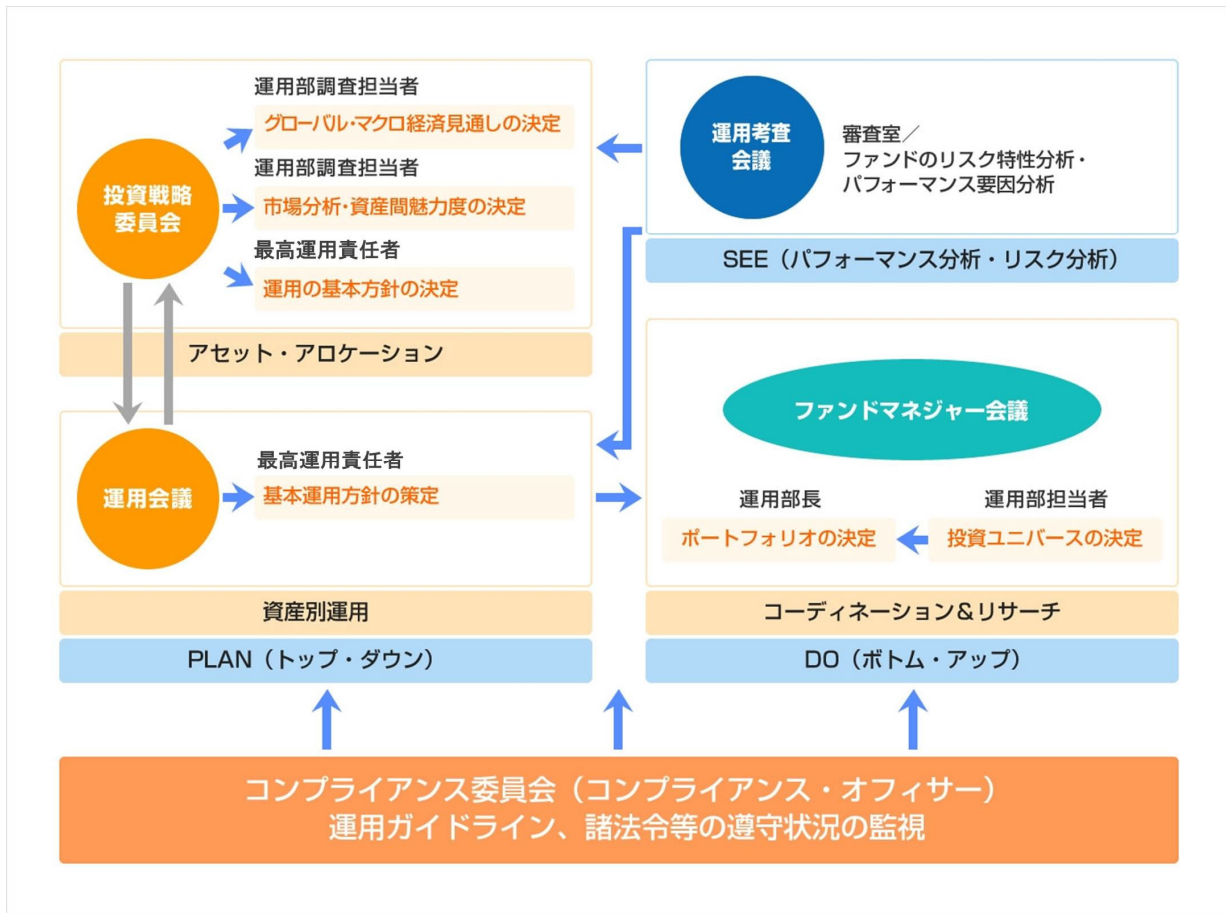 運用部調査担当者
グローバル・マクロ経済見通しの決定
運用部調査担当者
市場分析・資産間魅力度の決定
最高運用責任者
運用の基本方針の決定
投資戦略
委員会
アセット・アロケーション
運用考査
会議
審査室／
ファンドのリスク特性分析・
パフォーマンス要因分析
SEE（パフォーマンス分析・リスク分析）
運用会議
最高運用責任者
基本運用方針の策定
資産別運用
PLAN（トップ・ダウン）
ファンドマネジャー会議
運用部長
ポートフォリオの決定
運用部担当者
投資ユニバースの決定
コーディネーション＆リサーチ
DO（ボトム・アップ）
コンプライアンス委員会（コンプライアンス・オフィサー）
運用ガイドライン、諸法令等の遵守状況の監視